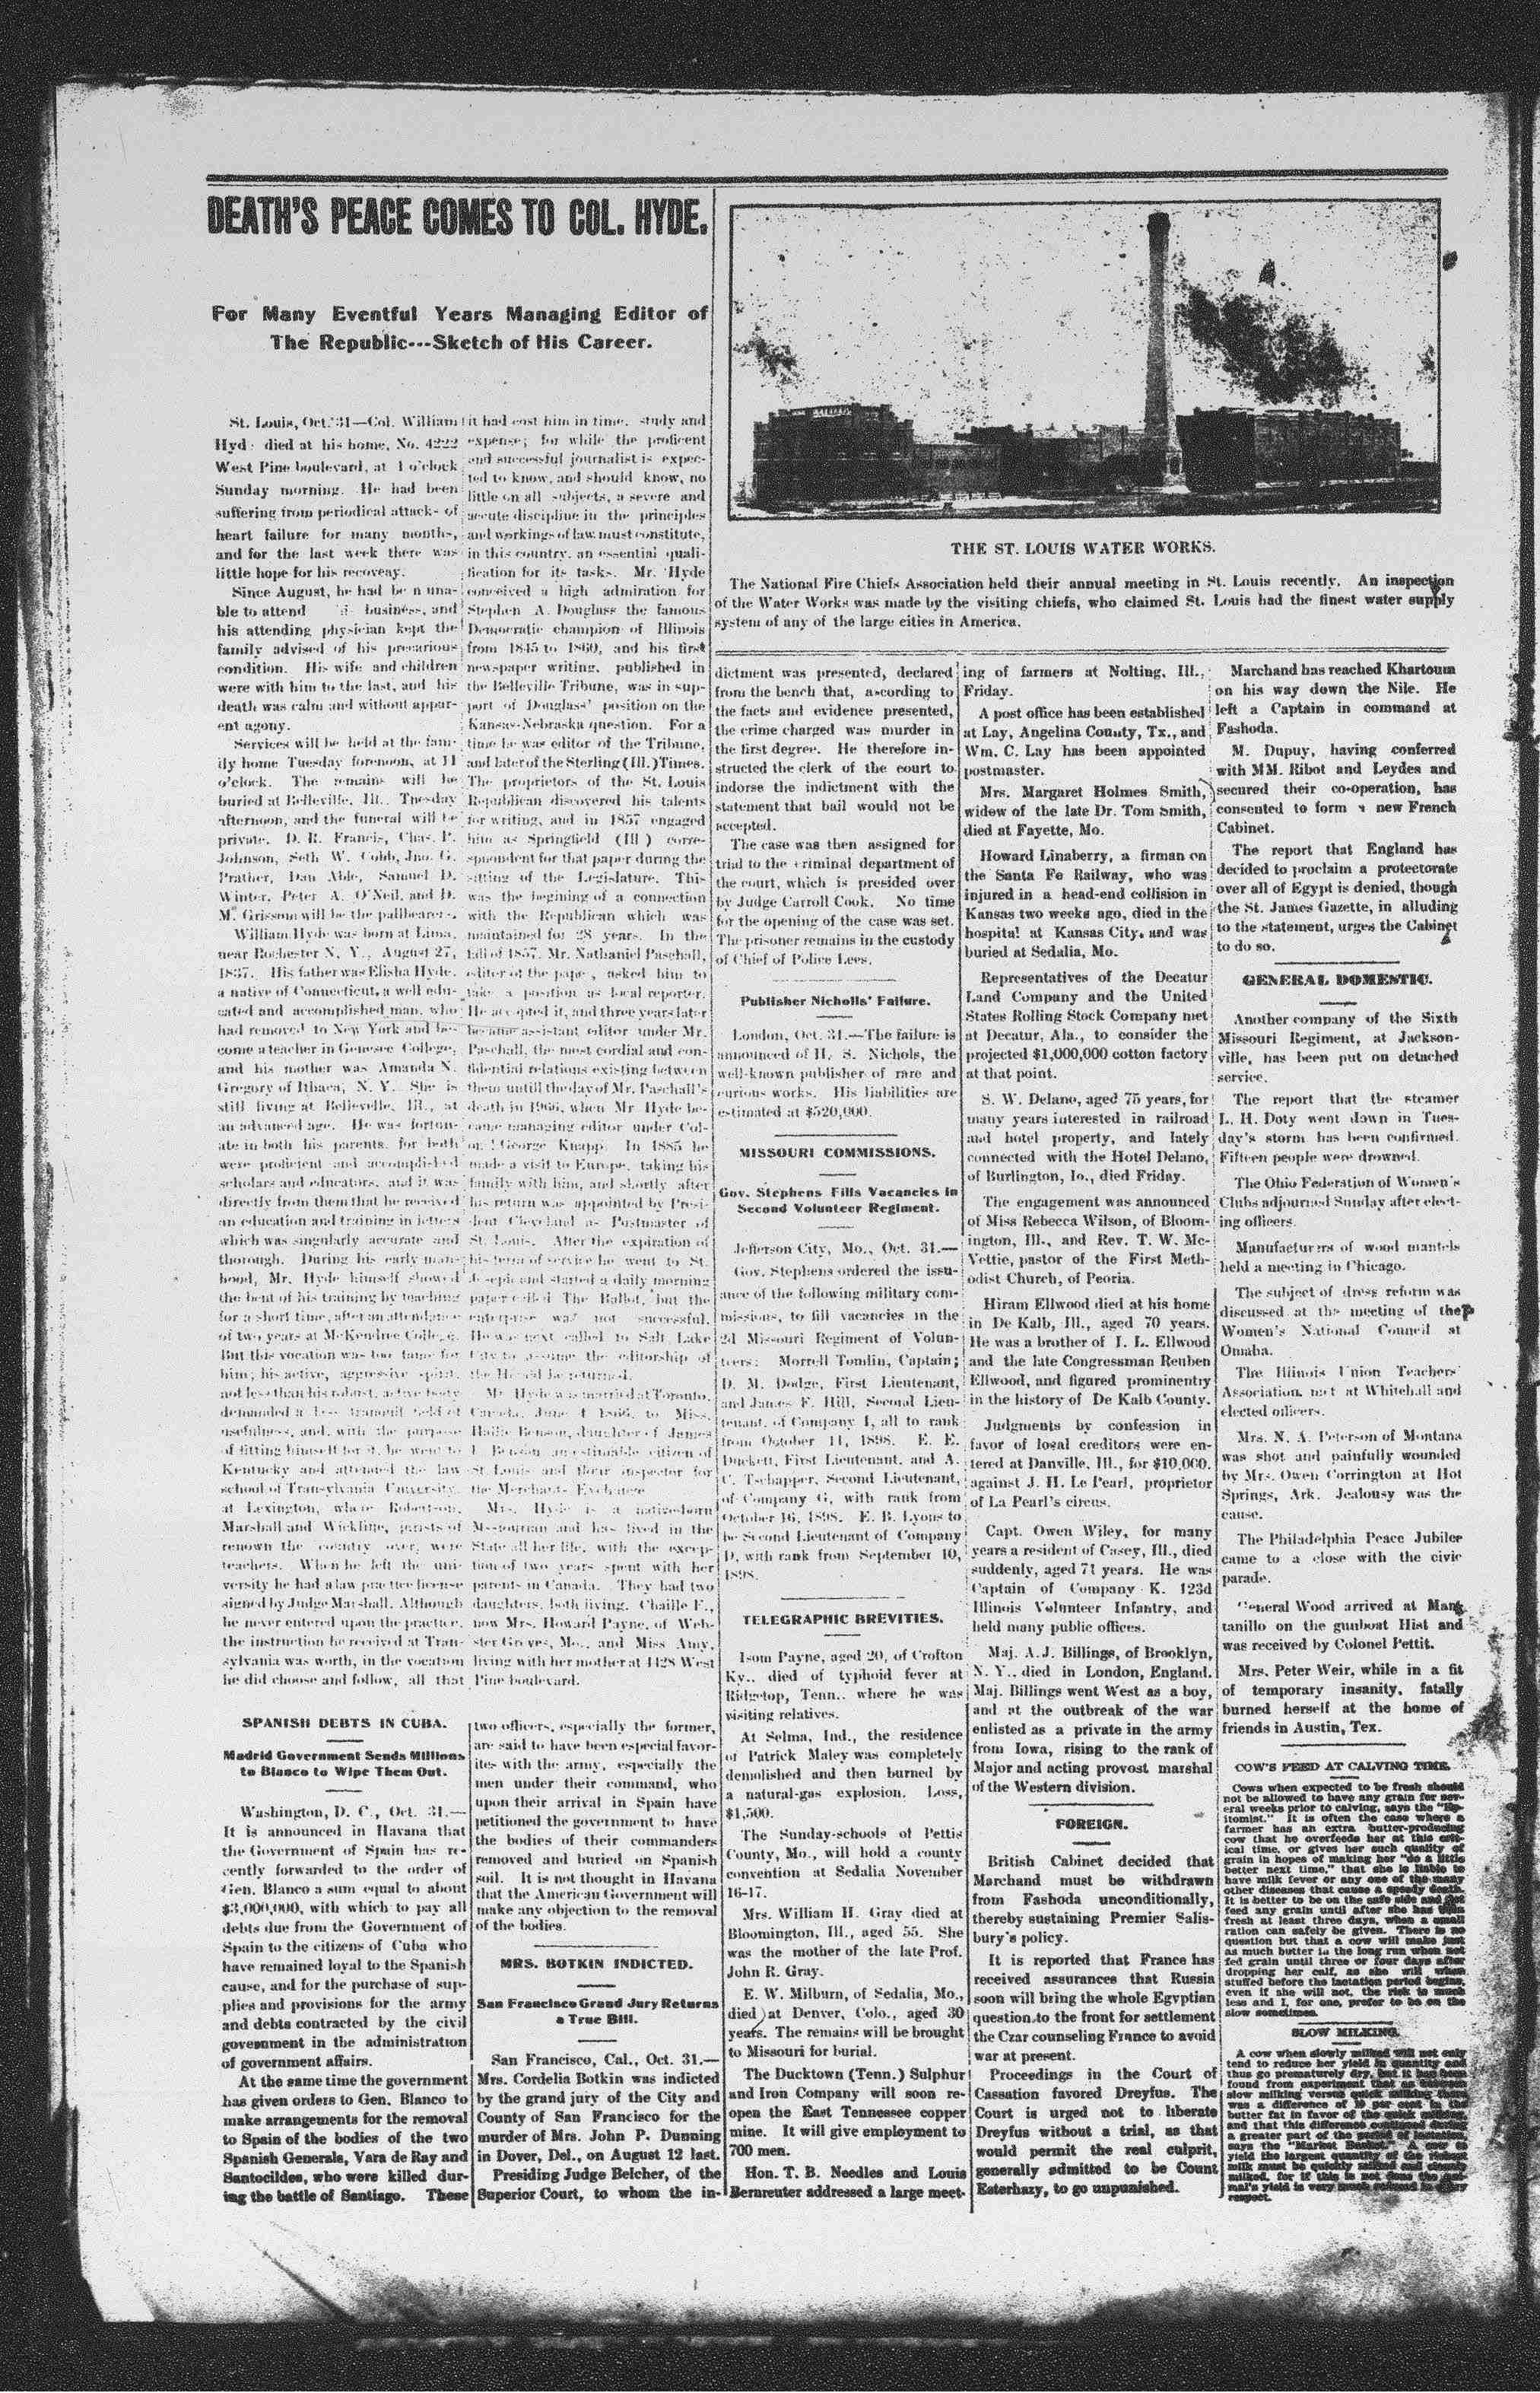 DEATH'S PEACE COMES TO COL. HYDE.
For Many Eventful Years Managing Editor of
The Republic---Sketch of His Career.
St. Louis, Oct. 31—Col. William
Hyd died at his home, No. 4222
West Pine boulevard, at 1 o'clock
Sunday morning. He had been
suffering from periodical attacks of
heart failure for many months,
and for the last week there was
little hope for his recoveay.
Since August, he had be n una-
ble to attend business, and
his attending physician kept the
family advised of his precarious
condition. His wife and children
were with him to the last, and his
death was calm and without appar-
ent agony.
Services will be held at the fam-
ily home Tuesday forenoon, at 11
o'clock. The remains will be
buried at Belleville, Ill., Tuesday
afternoon, and the funeral will be
private. D. R. Francis, Chas. P.
Johnson, Seth W. Cobb, Jno. G.
Prather, Dan Able, Samuel D.
Winter, Peter A. O'Neil, and D.
M. Grissom will be the pallbearers.
William Hyde was born at Lima,
near Rochester N. Y., August 27,
1837. His father was Elisha Hyde,
a native of Connecticut, a well edu-
cated and accomplished man, who
had removed to New York and be-
come a teacher in Genesee College,
and his mother was Amanda N.
Gregory of Ithaca, N. Y. She is
still living at Bellevelle, Ill., at
an advanced age. He was fortun-
ate in both his parents, for both
were proficient and accomplished
scholars and educators, and it was
directly from them that he received
an education and training in letters
which was singularly accurate and
thorough. During his early man-
hood, Mr. Hyde himself showed
the bent of his training by teaching
for a short time, after an attendance
of two years at McKendree College.
But this vocation was too tame for
him; his active, aggressive spirit,
not less than his robust, active body
demanded a less tranquil field of
usefulness, and, with the purpose
of fitting himself for it, he went to
Kentucky and attended the law
school of Transylvania University,
at Lexington, where Robertson,
Marshall and Wickline, jurists of
renown the country over, were
teachers. When he left the uni-
versity he had a law practice license
signed by Judge Marshall. Although
he never entered upon the practice,
the instruction he received at Tran-
sylvania was worth, in the vocation
he did choose and follow, all that
it had cost him in time, study and
expense; for while the proficent
and successful journalist is expec-
ted to know, and should know, no
little on all subjects, a severe and
accute discipline in the principles
and workings of law must constitute,
in this country, an essential quali-
fication for its tasks. Mr. Hyde
conceived a high admiration for
Stephen A. Douglass the famous
Democratic champion of Illinois
from 1845 to 1860, and his first
newspaper writing, published in
the Belleville Tribune, was in sup-
port of Douglass' position on the
Kansas-Nebraska question. For a
time he was editor of the Tribune,
and later of the Sterling (Ill.) Times.
The proprietors of the St. Louis
Republican discovered his talents
for writing, and in 1857 engaged
him as Springfield (Ill ) corre-
spondent for that paper during the
sitting of the Legislature. This
was the begining of a connection
with the Republican which was
maintained for 28 years. In the
fall of 1857, Mr. Nathaniel Paschall,
editor of the pape , asked him to
take a position as local reporter.
He accepted it, and three years later
became assistant editor under Mr.
Paschall, the most cordial and con-
fidential relations existing between
them untill the day of Mr. Paschall's
death in 1966, when Mr Hyde be-
came managing editor under Col-
onel George Knapp. In 1885 he
made a visit to Europe, taking his
family with him, and shortly after
his return was appointed by Presi-
dent Cleveland as Postmaster of
St. Louis. After the expiration of
his term of service he went to St.
Joseph and started a daily morning
paper called The Ballot, but the
enterprise was not successful.
He was next called to Salt Lake
City to assume the editorship of
the Herald he returned.
Mr. Hyde was married at Toronto,
Canada, June 4 1866, to Miss
Hallie Benson, daughter of James
L Benson an estimable citizen of
St Louis and flour inspector for
the Merchants Exchange
Mrs. Hyde is a native-born
Missourian and has lived in the
State all her life, with the excep-
tion of two years spent with her
parents in Canada. They had two
daughters, both living, Chaille F.,
now Mrs. Howard Payne, of Web-
ster Groves, Mo., and Miss Amy,
living with her mother at 4428 West
Pine boulevard.
THE ST. LOUIS WATER WORKS.
The National Fire Chiefs Association held their annual meeting in St. Louis recently. An inspection
of the Water Works was made by the visiting chiefs, who claimed St. Louis had the finest water supply
system of any of the large cities in America.
SPANISH DEBTS IN CUBA.
Madrid Government Sends Millions
to Blanco to Wipe Them Out.
Washington, D. C., Oct. 31.—
It is announced in Havana that
the Government of Spain has re-
cently forwarded to the order of
Gen. Blanco a sum equal to about
$3,000,000, with which to pay all
debts due from the Government of
Spain to the citizens of Cuba who
have remained loyal to the Spanish
cause, and for the purchase of sup-
plies and provisions for the army
and debts contracted by the civil
government in the administration
of government affairs.
At the same time the government
has given orders to Gen. Blanco to
make arrangements for the removal
to Spain of the bodies of the two
Spanish Generals, Vara de Ray and
Santocildes, who were killed dur-
ing the battle of Santiago. These
two officers, especially the former,
are said to have been especial favor-
ites with the army, especially the
men under their command, who
upon their arrival in Spain have
petitioned the government to have
the bodies of their commanders
removed and buried on Spanish
soil. It is not thought in Havana
that the American Government will
make any objection to the removal
of the bodies.
MRS. BOTKIN INDICTED.
San Francisco Grand Jury Returns
a True Bill.
San Francisco, Cal., Oct. 31.—
Mrs. Cordelia Botkin was indicted
by the grand jury of the City and
County of San Francisco for the
murder of Mrs. John P. Dunning
in Dover, Del., on August 12 last.
Presiding Judge Belcher, of the
Superior Court, to whom the in-
dictment was presented, declared
from the bench that, according to
the facts and evidence presented,
the crime charged was murder in
the first degree. He therefore in-
structed the clerk of the court to
indorse the indictment with the
statement that bail would not be
accepted.
The case was then assigned for
trial to the criminal department of
the court, which is presided over
by Judge Carroll Cook. No time
for the opening of the case was set.
The prisoner remains in the custody
of Chief of Police Lees.
Publisher Nicholls' Failure.
London, Oct. 31.—The failure is
announced of H. S. Nichols, the
well-known publisher of rare and
curious works. His liabilities are
estimated at $520,000.
MISSOURI COMMISSIONS.
Gov. Stephens Fills Vacancies in
Second Volunteer Regiment.
Jefferson City, Mo., Oct. 31.—
Gov. Stephens ordered the issu-
ance of the following military com-
missions, to fill vacancies in the
2d Missouri Regiment of Volun-
teers: Morrell Tomlin, Captain;
D. M. Dodge, First Lieutenant,
and James F. Hill, Second Lieu-
tenant, of Company I, all to rank
from October 11, 1898. E. E.
Duckett, First Lieutenant, and A.
C. Tschapper, Second Lieutenant,
of Company G, with rank from
October 16, 1898. E. B. Lyons to
be Second Lieutenant of Company
D, with rank from September 10,
1898.
TELEGRAPHIC BREVITIES.
Isom Payne, aged 20, of Crofton
Ky., died of typhoid fever at
Ridgetop, Tenn., where he was
visiting relatives.
At Selma, Ind., the residence
of Patrick Maley was completely
demolished and then burned by
a natural-gas explosion. Loss,
$1,500.
The Sunday-schools of Pettis
County, Mo., will hold a county
convention at Sedalia November
16-17.
Mrs. William H. Gray died at
Bloomington, Ill., aged 55. She
was the mother of the late Prof.
John R. Gray.
E. W. Milburn, of Sedalia, Mo.,
died at Denver, Colo., aged 30
years. The remains will be brought
to Missouri for burial.
The Ducktown (Tenn.) Sulphur
and Iron Company will soon re-
open the East Tennessee copper
mine. It will give employment to
700 men.
Hon. T. B. Needles and Louis
Bernreuter addressed a large meet-
ing of farmers at Nolting, Ill.,
Friday.
A post office has been established
at Lay, Angelina County, Tx., and
Wm. C. Lay has been appointed
postmaster.
Mrs. Margaret Holmes Smith,
widow of the late Dr. Tom Smith,
died at Fayette, Mo.
Howard Linaberry, a firman on
the Santa Fe Railway, who was
injured in a head-end collision in
Kansas two weeks ago, died in the
hospital at Kansas City, and was
buried at Sedalia, Mo.
Representatives of the Decatur
Land Company and the United
States Rolling Stock Company met
at Decatur, Ala., to consider the
projected $1,000,000 cotton factory
at that point.
S. W. Delano, aged 75 years, for
many years interested in railroad
and hotel property, and lately
connected with the Hotel Delano,
of Burlington, Io., died Friday.
The engagement was announced
of Miss Rebecca Wilson, of Bloom-
ington, Ill., and Rev. T. W. Mc-
Vettie, pastor of the First Meth-
odist Church, of Peoria.
Hiram Ellwood died at his home
in De Kalb, Ill., aged 70 years.
He was a brother of I. L. Ellwood
and the late Congressman Reuben
Ellwood, and figured prominentry
in the history of De Kalb County.
Judgments by confession in
favor of losal creditors were en-
tered at Danville, Ill., for $10,000.
against J. H. Le Pearl, proprietor
of La Pearl's circus.
Capt. Owen Wiley, for many
years a resident of Casey, Ill., died
suddenly, aged 71 years. He was
Captain of Company K. 123d
Illinois Volunteer Infantry, and
held many public offices.
Maj. A.J. Billings, of Brooklyn,
N. Y., died in London, England.
Maj. Billings went West as a boy,
and at the outbreak of the war
enlisted as a private in the army
from Iowa, rising to the rank of
Major and acting provost marshal
of the Western division.
FOREIGN.
British Cabinet decided that
Marchand must be withdrawn
from Fashoda unconditionally,
thereby sustaining Premier Salis-
bury's policy.
It is reported that France has
received assurances that Russia
soon will bring the whole Egyptian
question to the front for settlement
the Czar counseling France to avoid
war at present.
Proceedings in the Court of
Cassation favored Dreyfus. The
Court is urged not to liberate
Dreyfus without a trial, as that
would permit the real culprit,
generally admitted to be Count
Esterhazy, to go unpunished.
Marchand has reached Khartoum
on his way down the Nile. He
left a Captain in command at
Fashoda.
M. Dupuy, having conferred
with MM. Ribot and Leydes and
secured their co-operation, has
consented to form a new French
Cabinet.
The report that England has
decided to proclaim a protectorate
over all of Egypt is denied, though
the St. James Gazette, in alluding
to the statement, urges the Cabinet
to do so.
GENERAL DOMESTIC.
Another company of the Sixth
Missouri Regiment, at Jackson-
ville, has been put on detached
service.
The report that the steamer
L. H. Doty went down in Tues-
day's storm has been confirmed.
Fifteen people were drowned.
The Ohio Federation of Women's
Clubs adjourned Sunday after elect-
ing officers.
Manufacturers of wood mantels
held a meeting in Chicago.
The subject of dress reform was
discussed at the meeting of the
Women's National Council at
Omaha.
The Illinois Union Teachers'
Association, met at Whitehall and
elected officers.
Mrs. N. A. Peterson of Montana
was shot and painfully wounded
by Mrs. Owen Corrington at Hot
Springs, Ark. Jealousy was the
cause.
The Philadelphia Peace Jubilee
came to a close with the civic
parade.
General Wood arrived at Man
tanillo on the gunboat Hist and
was received by Colonel Pettit.
Mrs. Peter Weir, while in a fit
of temporary insanity, fatally
burned herself at the home of
friends in Austin, Tex.
COW'S FEED AT CALVING TIME.
Cows when expected to be fresh should
not be allowed to have any grain for sev-
eral weeks prior to calving, says the "Ep-
itomist." It is often the case where a
farmer has an extra butter-producing
cow that he overfeeds her at this crit-
ical time, or gives her such quality of
grain in hopes of making her "do a little
better next time," that she is liable to
have milk fever or any one of the many
other diseases that cause a speedy death.
It is better to be on the safe side and not
feed any grain until after she has been
fresh at least three days, when a small
ration can safely be given. There is no
question but that a cow will make just
as much butter in the long run when not
fed grain until three or four days after
dropping her calf, as she will when
stuffed before the lactation period begins,
even if she will not, the risk is much
less and I, for one, prefer to be on the
slow sometimes.
SLOW MILKING.
A cow when slowly milked will not only
tend to reduce her yield in quantity and
thus go prematurely dry, but it has been
found from experiment that as between
slow milking versus quick milking there
was a difference of 10 per cent in the
butter fat in favor of the quick milking,
and that this difference continued during
a greater part of the period of lactation,
says the "Market Basket." A cow to
yield the largest quantity of the richest
milk must be quickly milked and cleanly
milked, for if this is not done the ani-
mal's yield is very much reduced in every
respect.